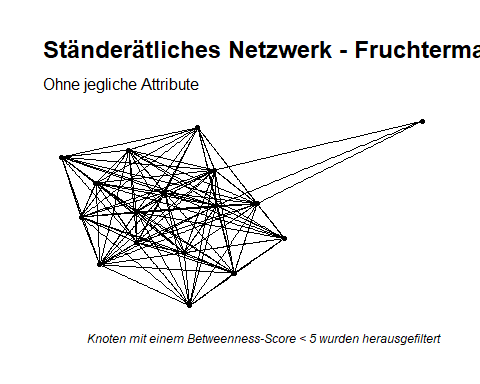 Ständerätliches Netzwerk - Fruchterma
Ohne jegliche Attribute
Knoten mit einem Betweenness-Score < 5 wurden herausgefiltert